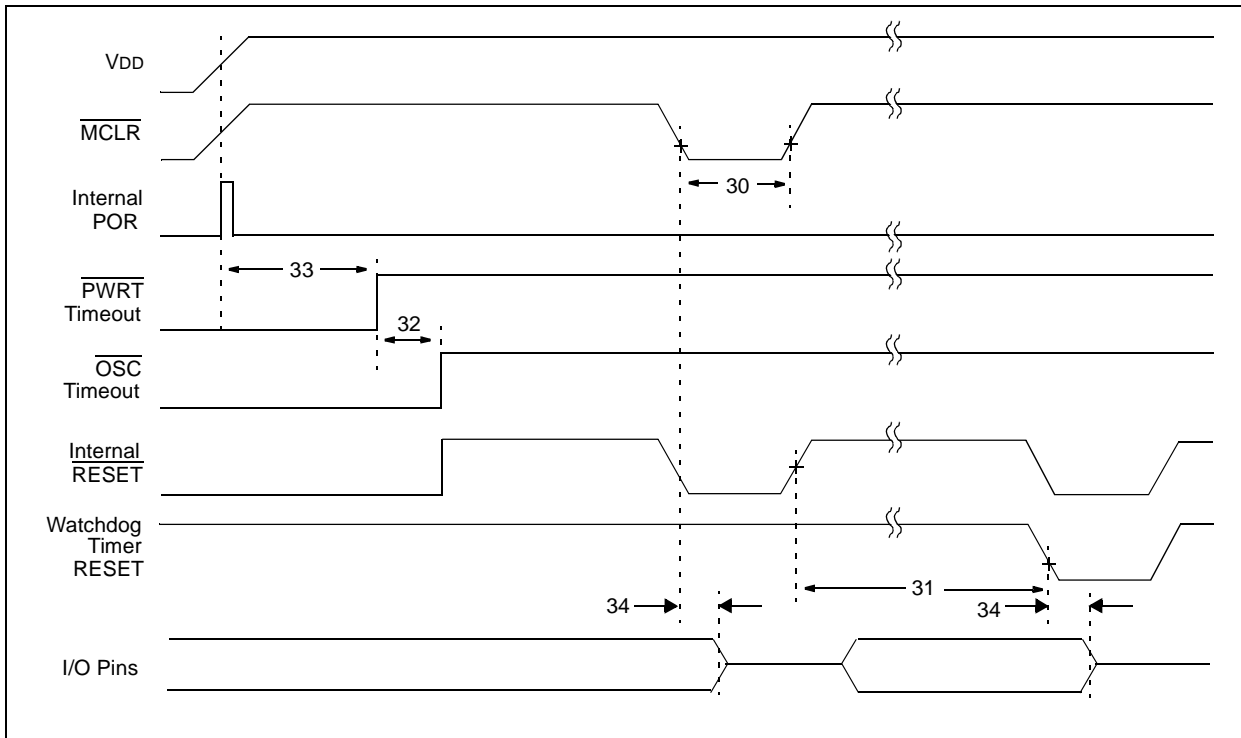 VDD
MCLR
30
Internal
POR
33
PWRT
Timeout
32
OSC
Timeout
Internal
RESET
Watchdog
Timer
RESET
31
34
34
I/O Pins